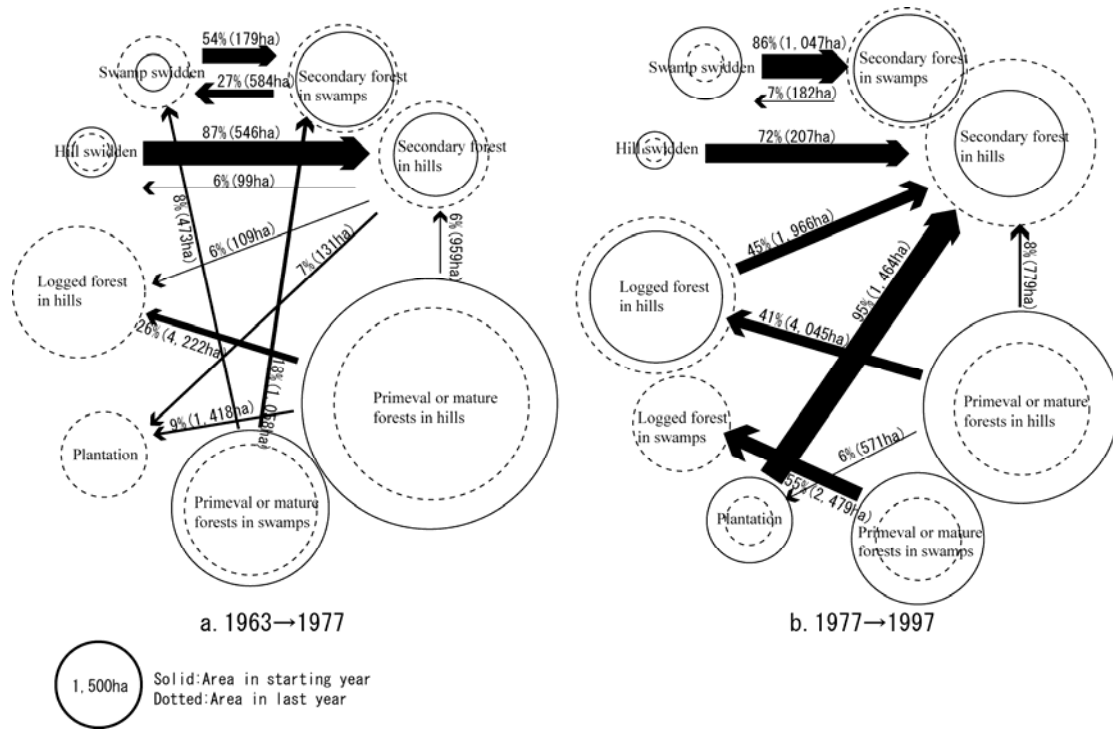 54%(179ha)
Swamp swidden
27%(584ha)
Secondary forest
in swamps
87%(546ha)
Hill swidden
Secondary forest
in hills
6%(99ha)
8%(473ha)
6%(109ha)
7%(131ha)
6%(959ha)
Logged forest
in hills
26%(4,222ha)
18%(1,058ha)
Primeval or mature
forests in hills
9%(1,418ha)
Plantation
Primeval or mature
forests in swamps
a. 1963→1977
86%(1,047ha)
Swamp swidden
7%(182ha)
Secondary forest
in swamps
72%(207ha)
Hill swidden
Secondary forest
in hills
45%(1,966ha)
95%(1,464ha)
8%(779ha)
Logged forest
in hills
41%(4,045ha)
Primeval or mature
forests in hills
Logged forest
in swamps
6%(571ha)
55%(2,479ha)
Plantation
Primeval or mature
forests in swamps
b. 1977→1997
1,500ha
Solid:Area in starting year
Dotted:Area in last year